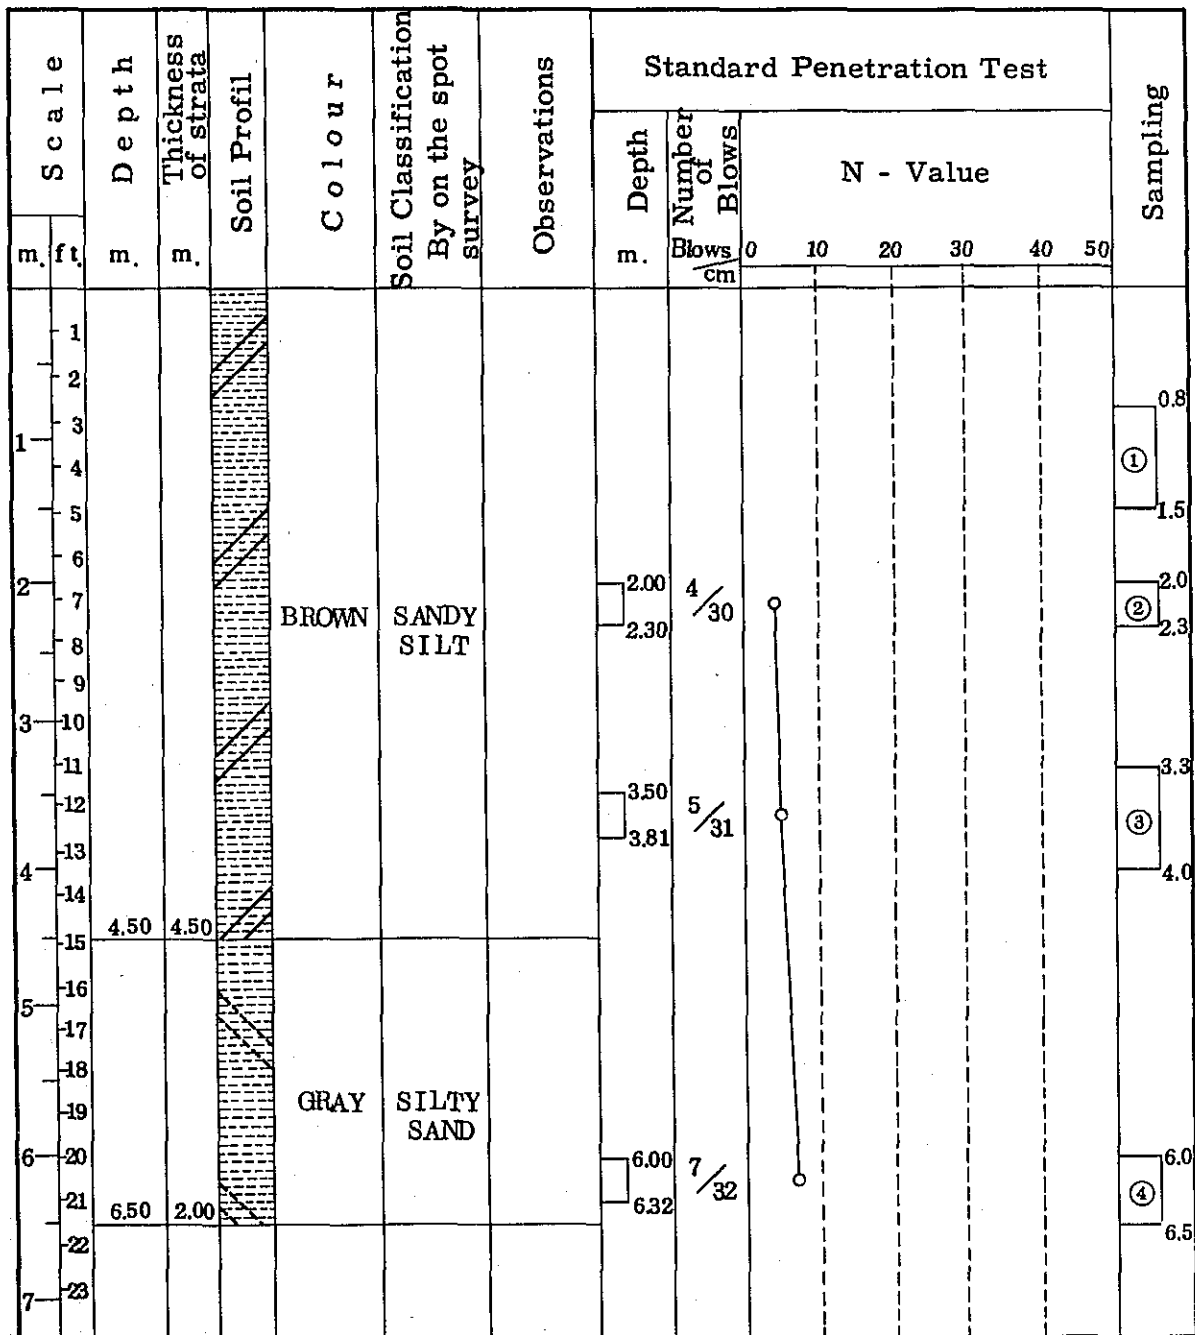 Scale
m.
ft.
Depth
m.
Thickness
of strata
m.
Soil Profil
Colour
Soil Classification
By on the spot
survey
Observations
Standard Penetration Test
Depth
m.
Number
of
Blows
Blows
/cm
N - Value
0 10 20 30 40 50
Sampling
1
2
3
4
5
6
7
1
2
3
4
5
6
7
8
9
10
11
12
13
14
15
16
17
18
19
20
21
22
23
4.50 4.50
6.50 2.00
BROWN
SANDY
SILT
GRAY
SILTY
SAND
2.00
2.30
4/30
3.50
3.81
5/31
6.00
6.32
7/32
0.8
①
1.5
2.0
②
2.3
3.3
③
4.0
6.0
④
6.5